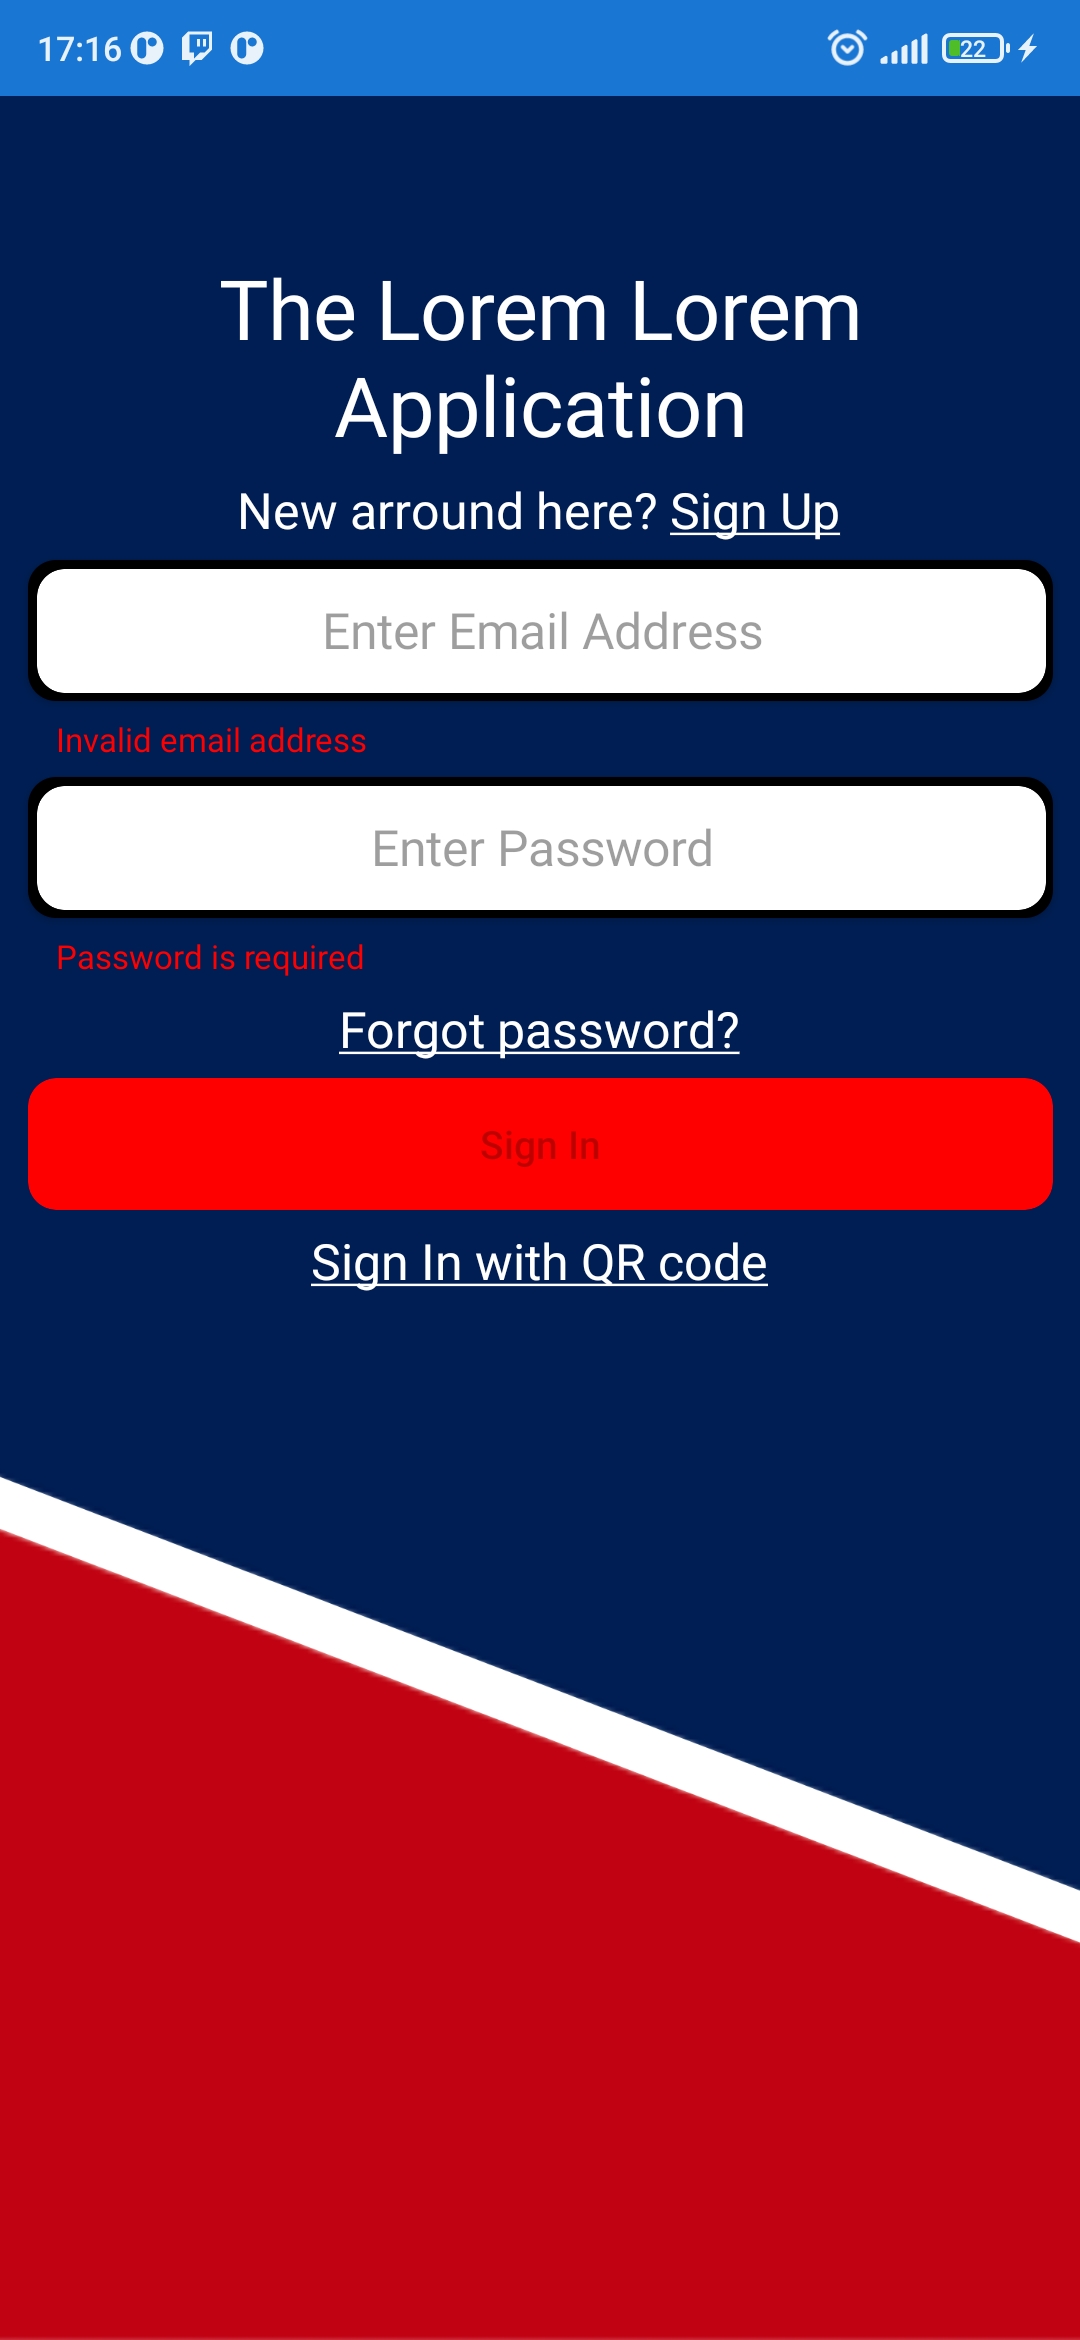 17:16
22
The Lorem Lorem
Application
New arround here? Sign Up
Enter Email Address
Invalid email address
Enter Password
Password is required
Forgot password?
Sign In
Sign In with QR code